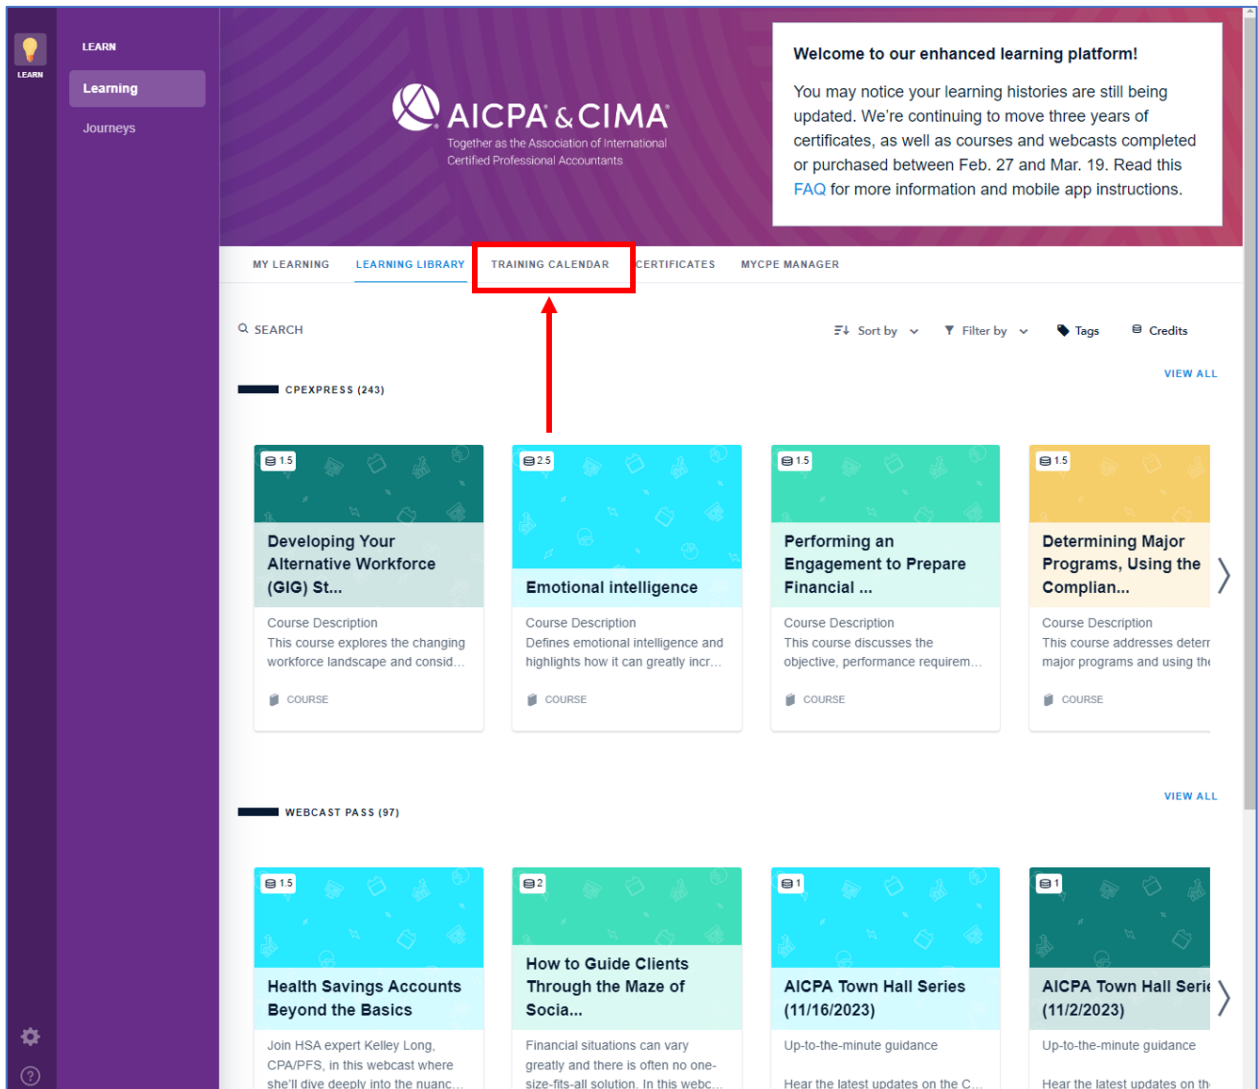 LEARN
LEARN
Learning
Journeys
AICPA & CIMA
Together as the Association of International
Certified Professional Accountants
Welcome to our enhanced learning platform!
You may notice your learning histories are still being
updated. We're continuing to move three years of
certificates, as well as courses and webcasts completed
or purchased between Feb. 27 and Mar. 19. Read this
FAQ for more information and mobile app instructions.
MY LEARNING LEARNING LIBRARY TRAINING CALENDAR CERTIFICATES MYCPE MANAGER
SEARCH Sort by Filter by Tags Credits
VIEW ALL
CPEXPRESS (243)
1.5
Developing Your
Alternative Workforce
(GIG) St...
Course Description
This course explores the changing
workforce landscape and consid...
COURSE
2.5
Emotional intelligence
Course Description
Defines emotional intelligence and
highlights how it can greatly incr...
COURSE
1.5
Performing an
Engagement to Prepare
Financial ...
Course Description
This course discusses the
objective, performance requirem...
COURSE
1.5
Determining Major
Programs, Using the
Complian...
Course Description
This course addresses deterr
major programs and using the
COURSE
VIEW ALL
WEBCAST PASS (97)
1.5
Health Savings Accounts
Beyond the Basics
Join HSA expert Kelley Long,
CPA/PFS, in this webcast where
she'll dive deeply into the nuanc...
2
How to Guide Clients
Through the Maze of
Socia...
Financial situations can vary
greatly and there is often no one-
size-fits-all solution. In this webc...
1
AICPA Town Hall Series
(11/16/2023)
Up-to-the-minute guidance
Hear the latest updates on the C...
1
AICPA Town Hall Serie
(11/2/2023)
Up-to-the-minute guidance
Hear the latest updates on th